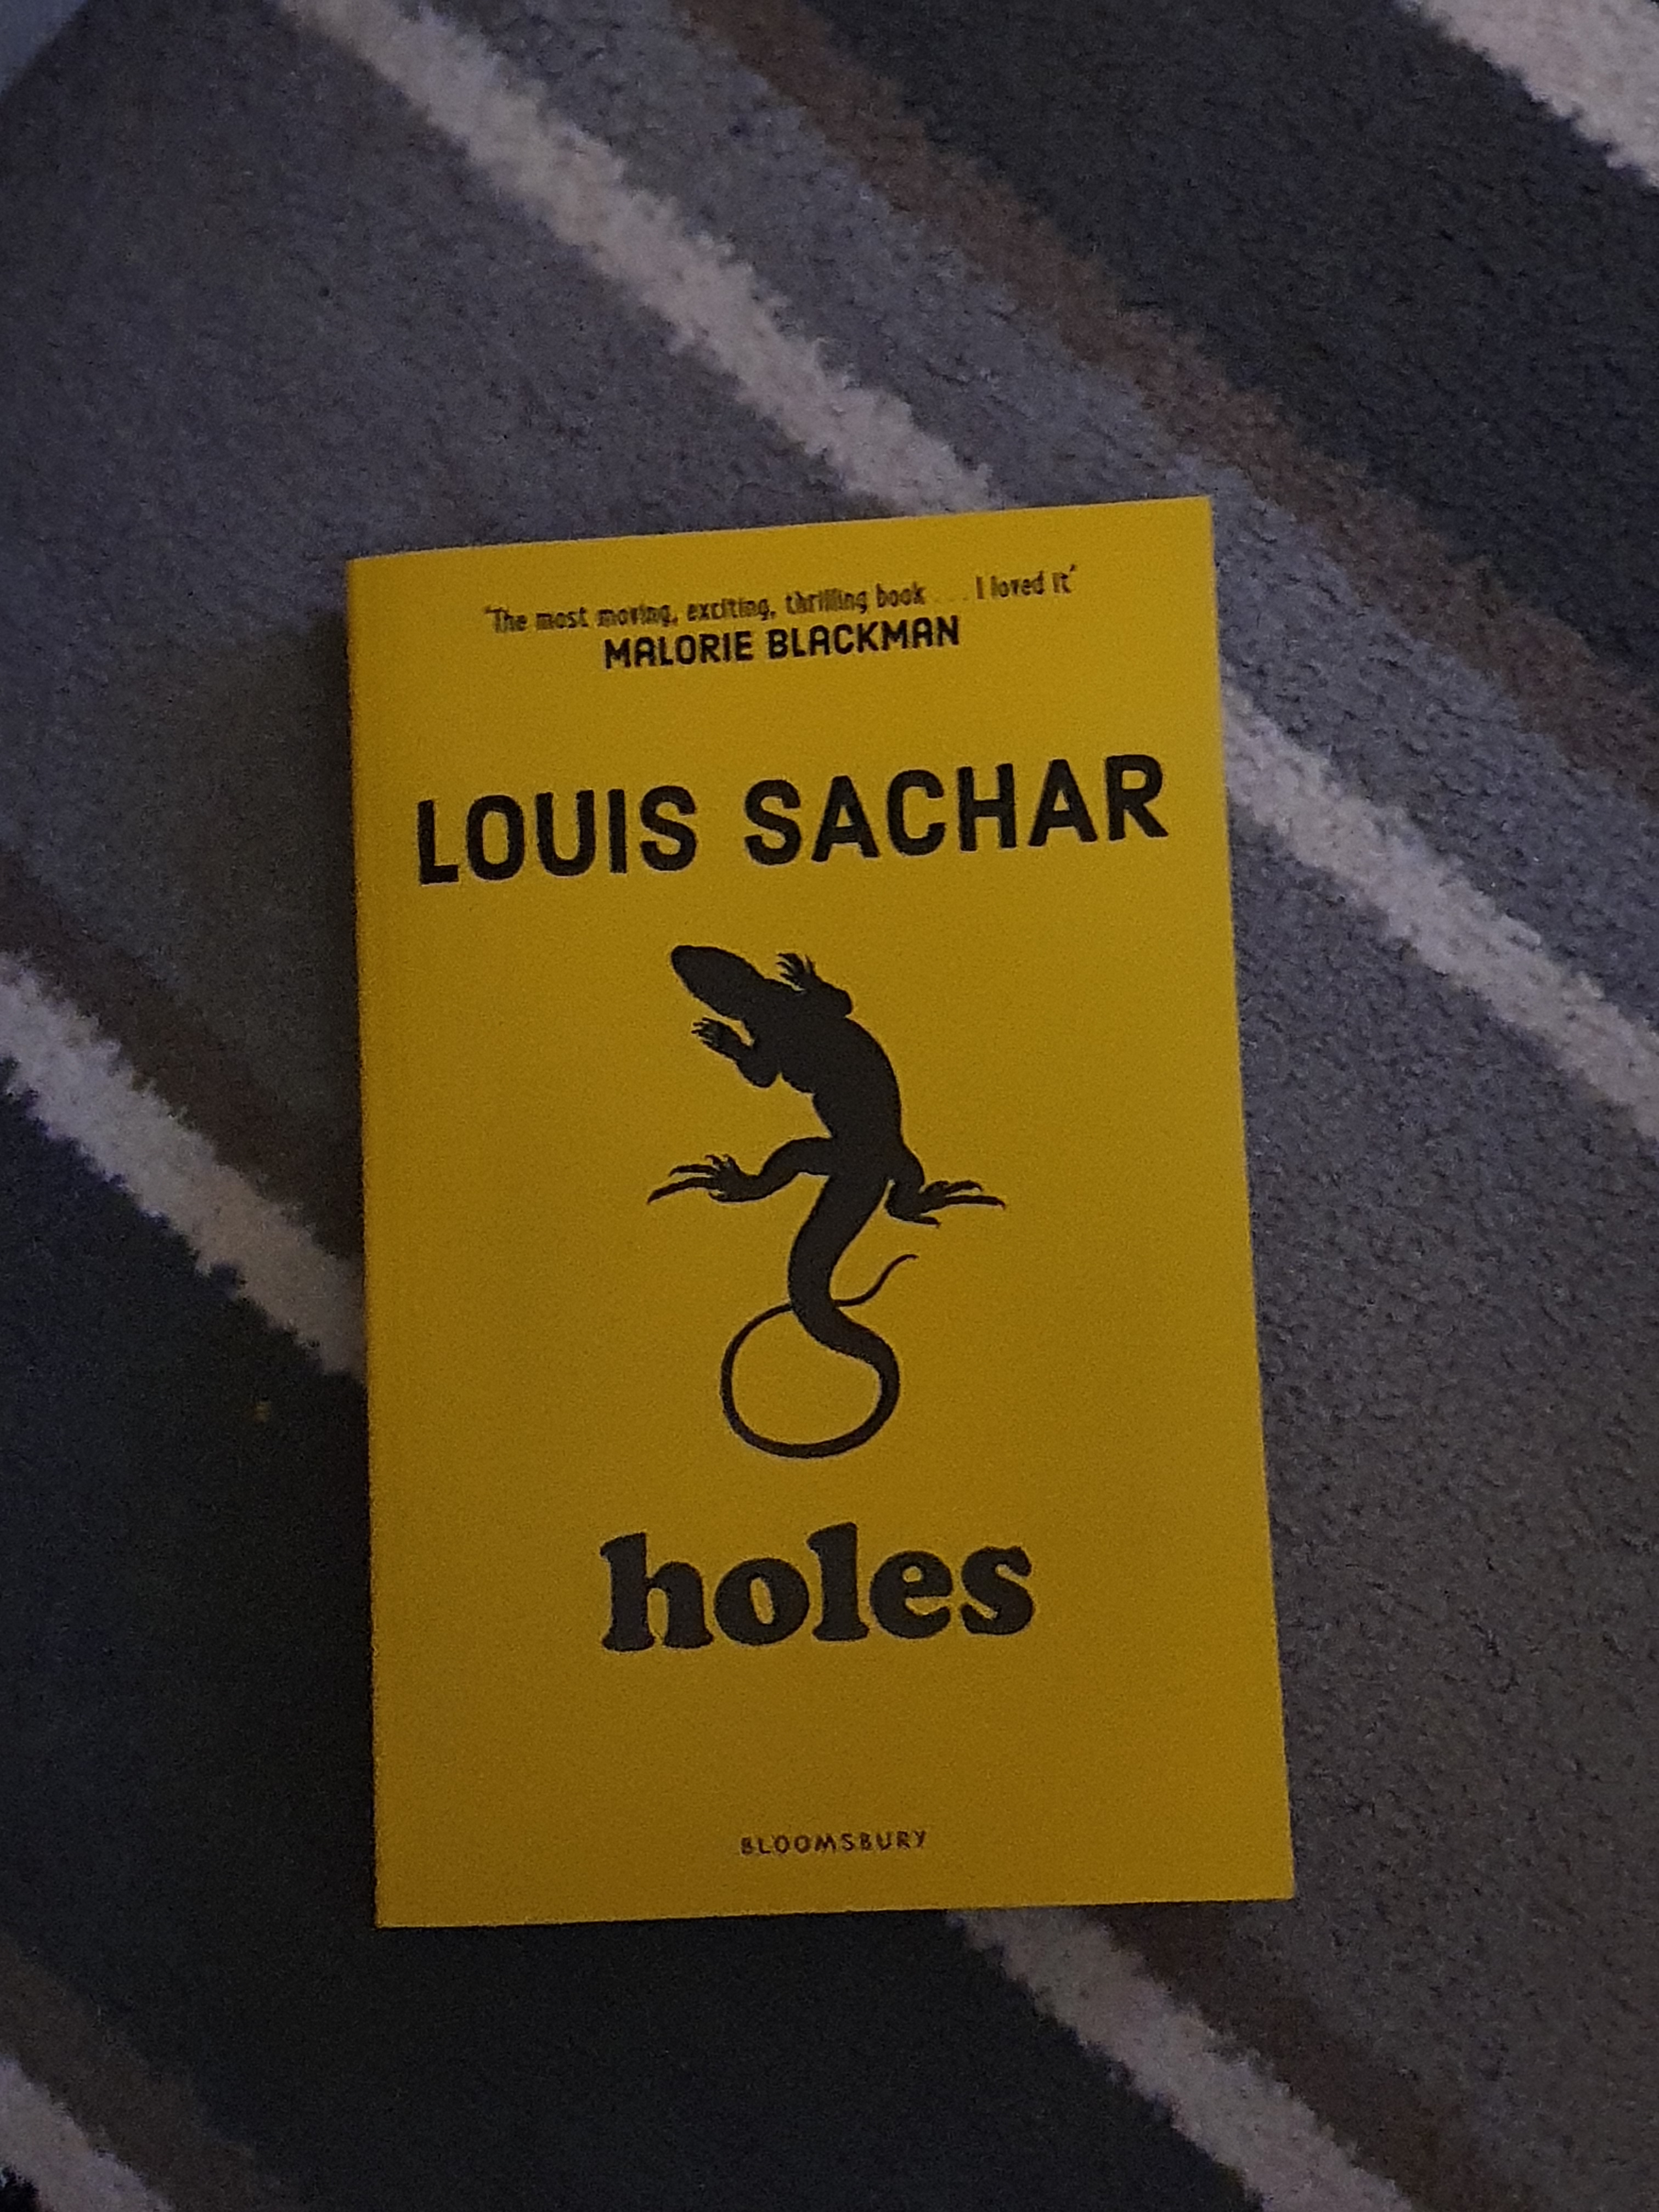 'The most moving, exciting, thrilling book . . . I loved it'
MALORIE BLACKMAN
LOUIS SACHAR
holes
BLOOMSBURY